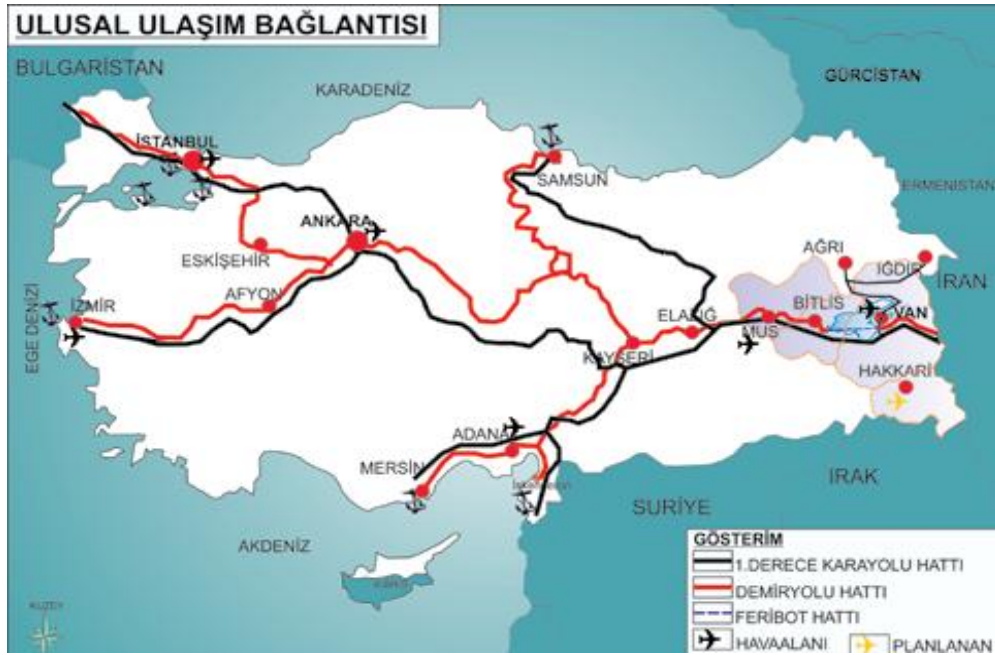 ULUSAL ULAŞIM BAĞLANTISI
BULGARİSTAN
KARADENİZ
GÜRCİSTAN
İSTANBUL
SAMSUN
ERMENİSTAN
ANKARA
ESKİŞEHİR
AĞRI
IĞDIR
İRAN
İZMİR
AFYON
ELAZIĞ
BİTLİS
VAN
MUŞ
EGE DENİZİ
KAYSERİ
HAKKARİ
ADANA
MERSİN
IRAK
SURİYE
AKDENİZ
GÖSTERİM
1.DERECE KARAYOLU HATTI
DEMİRYOLU HATTI
FERİBOT HATTI
HAVAALANI
PLANLANAN
KUZEY